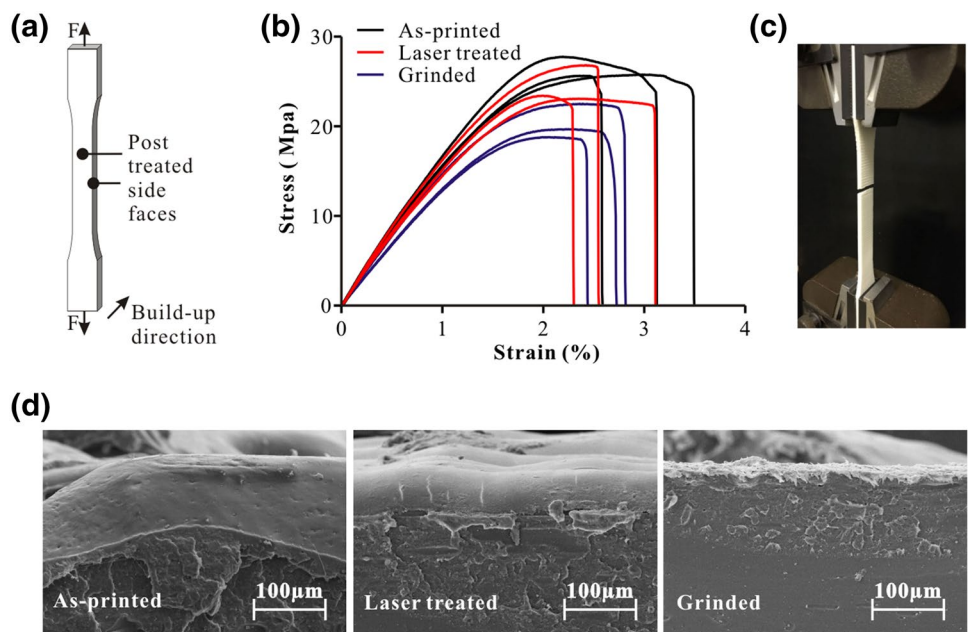 (a)
F
Post
treated
side
faces
F
Build-up
direction
(b)
30
20
10
0
Stress ( Mpa)
As-printed
Laser treated
Grinded
0 1 2 3 4
Strain (%)
(c)
(d)
As-printed
100μm
Laser treated
100μm
Grinded
100μm